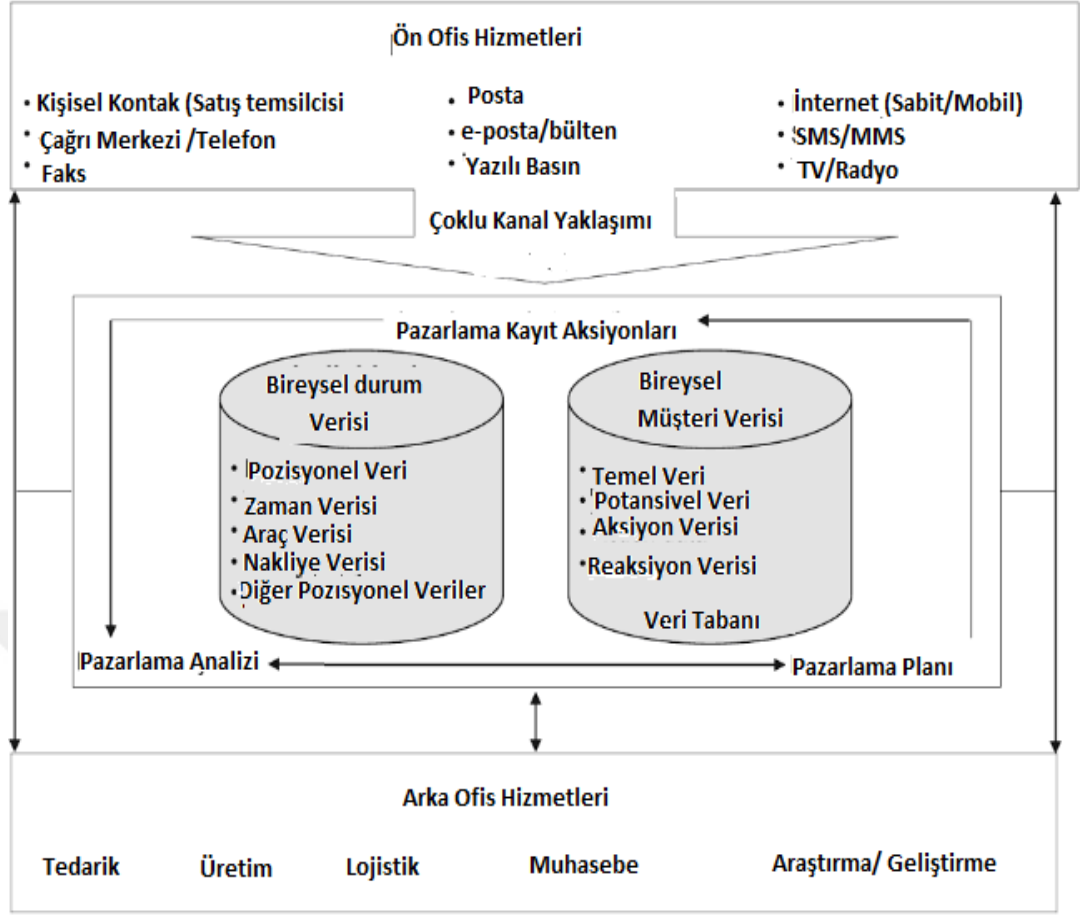 Ön Ofis Hizmetleri
• Kişisel Kontak (Satış temsilcisi
• Çağrı Merkezi /Telefon
• Faks
• Posta
• e-posta/bülten
• Yazılı Basın
• İnternet (Sabit/Mobil)
• SMS/MMS
• TV/Radyo
Çoklu Kanal Yaklaşımı
Pazarlama Kayıt Aksiyonları
Bireysel durum
Verisi
• Pozisyonel Veri
• Zaman Verisi
• Araç Verisi
• Nakliye Verisi
• Diğer Pozısyonel Veriler
Bireysel
Müşteri Verisi
• Temel Veri
• Potansivel Veri
• Aksiyon Verisi
• Reaksiyon Verisi
Veri Tabanı
Pazarlama Analizi
Pazarlama Planı
Arka Ofis Hizmetleri
Tedarik Üretim Lojistik Muhasebe Araştırma/ Geliştirme